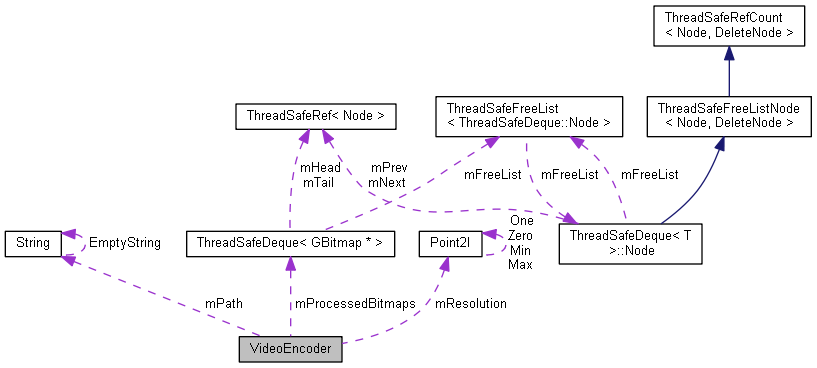 ThreadSafeRefCount
< Node, DeleteNode >
ThreadSafeRef< Node >
ThreadSafeFreeList
< ThreadSafeDeque::Node >
ThreadSafeFreeListNode
< Node, DeleteNode >
mHead
mTail
mPrev
mNext
mFreeList
mFreeList
mFreeList
String
EmptyString
ThreadSafeDeque< GBitmap * >
Point2I
One
Zero
Min
Max
ThreadSafeDeque< T
>::Node
mPath
mProcessedBitmaps
mResolution
VideoEncoder